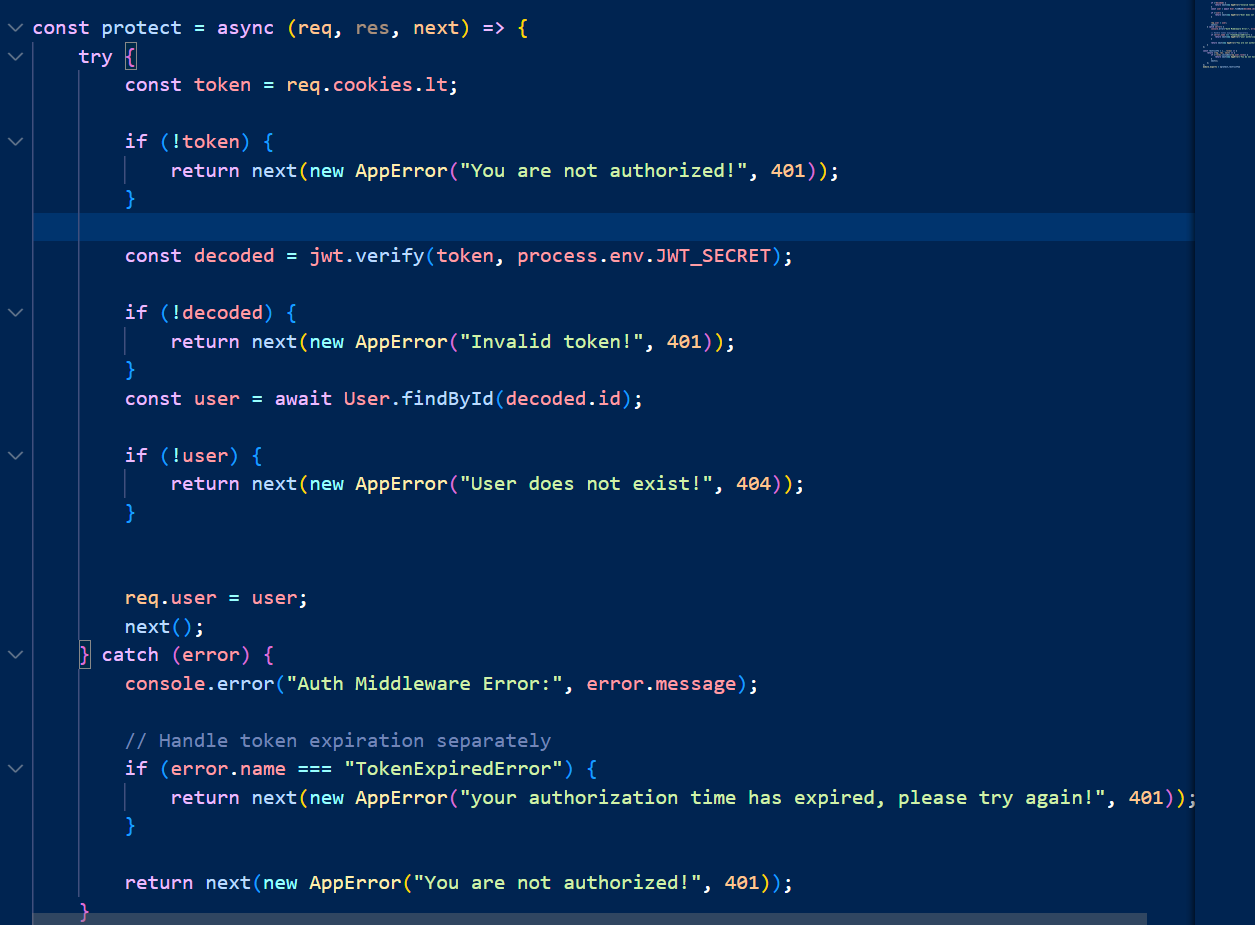 const protect = async (req, res, next) => {
    try {
        const token = req.cookies.lt;

        if (!token) {
            return next(new AppError("You are not authorized!", 401));
        }

        const decoded = jwt.verify(token, process.env.JWT_SECRET);

        if (!decoded) {
            return next(new AppError("Invalid token!", 401));
        }
        const user = await User.findById(decoded.id);

        if (!user) {
            return next(new AppError("User does not exist!", 404));
        }


        req.user = user;
        next();
    } catch (error) {
        console.error("Auth Middleware Error:", error.message);

        // Handle token expiration separately
        if (error.name === "TokenExpiredError") {
            return next(new AppError("your authorization time has expired, please try again!", 401));
        }

        return next(new AppError("You are not authorized!", 401));
    }